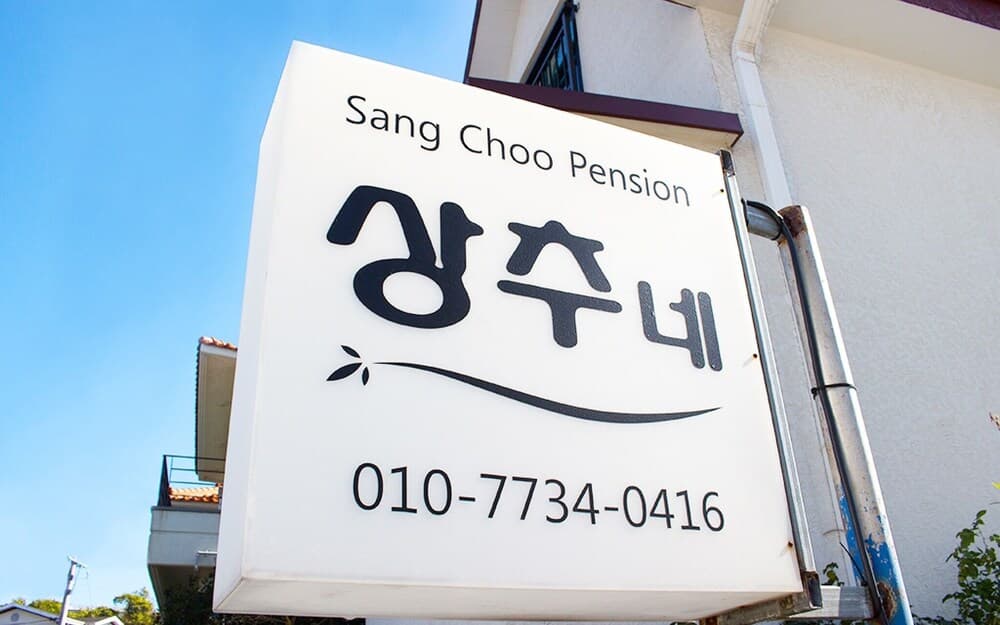 Sang Choo Pension
상추네
010-7734-0416